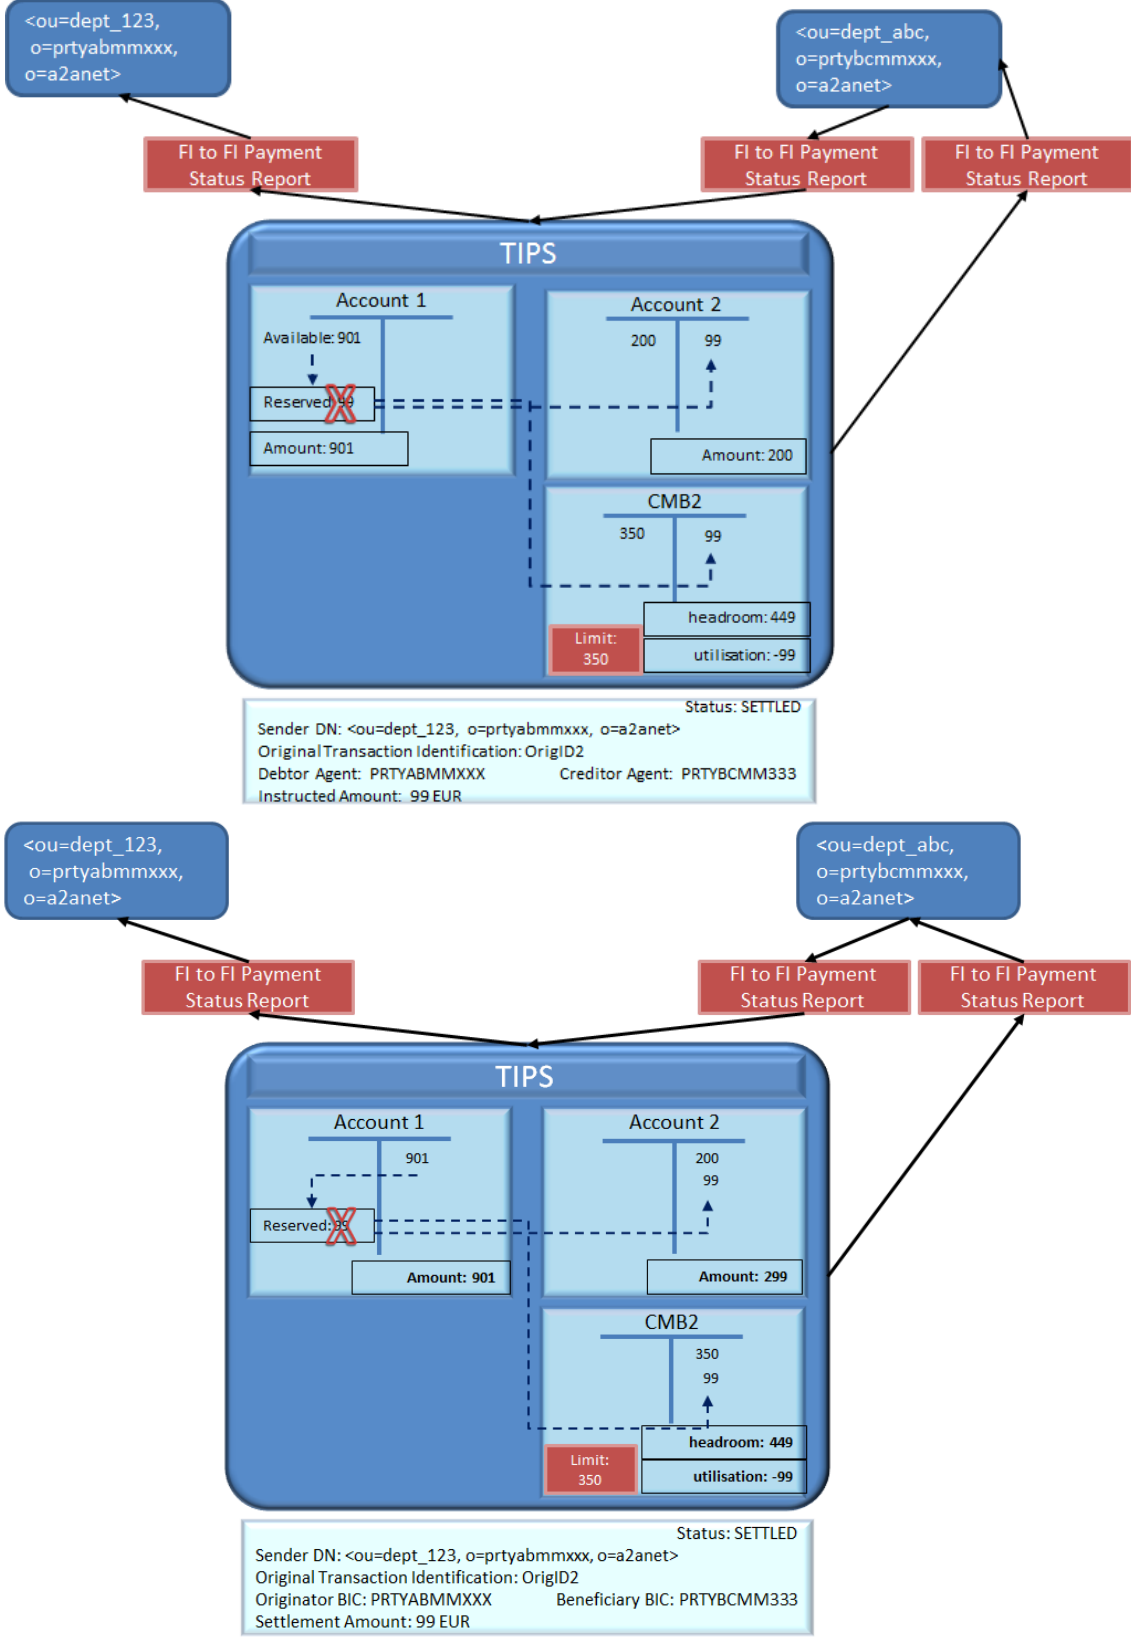 <ou=dept_123,
o=prtyabmmxxx,
o=a2anet>
<ou=dept_abc,
o=prtybcmmxxx,
o=a2anet>
FI to FI Payment
Status Report
FI to FI Payment
Status Report
FI to FI Payment
Status Report
TIPS
Account 1
Available: 901
Reserved: 99
Amount: 901
Account 2
200 99
Amount: 200
CMB2
350 99
headroom: 449
Limit:
350
utilisation: -99
Status: SETTLED
Sender DN: <ou=dept_123, o=prtyabmmxxx, o=a2anet>
Original Transaction Identification: OrigID2
Debtor Agent: PRTYABMMXXX Creditor Agent: PRTYBCMM333
Instructed Amount: 99 EUR
<ou=dept_123,
o=prtyabmmxxx,
o=a2anet>
<ou=dept_abc,
o=prtybcmmxxx,
o=a2anet>
FI to FI Payment
Status Report
FI to FI Payment
Status Report
FI to FI Payment
Status Report
TIPS
Account 1
901
Reserved: 99
Amount: 901
Account 2
200
99
Amount: 299
CMB2
350
99
headroom: 449
Limit:
350
utilisation: -99
Status: SETTLED
Sender DN: <ou=dept_123, o=prtyabmmxxx, o=a2anet>
Original Transaction Identification: OrigID2
Originator BIC: PRTYABMMXXX Beneficiary BIC: PRTYBCMM333
Settlement Amount: 99 EUR